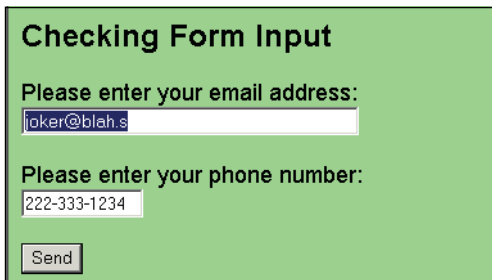 Checking Form Input
Please enter your email address:
joker@blah.s
Please enter your phone number:
222-333-1234
Send